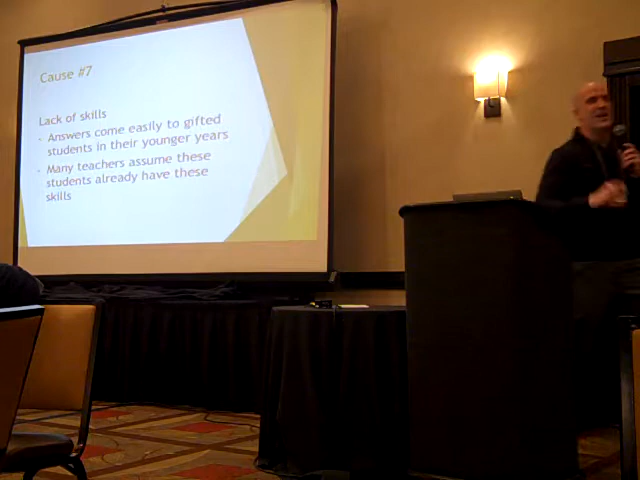 Cause #7
Lack of skills
Answers come easily to gifted
students in their younger years
Many teachers assume these
students already have these
skills